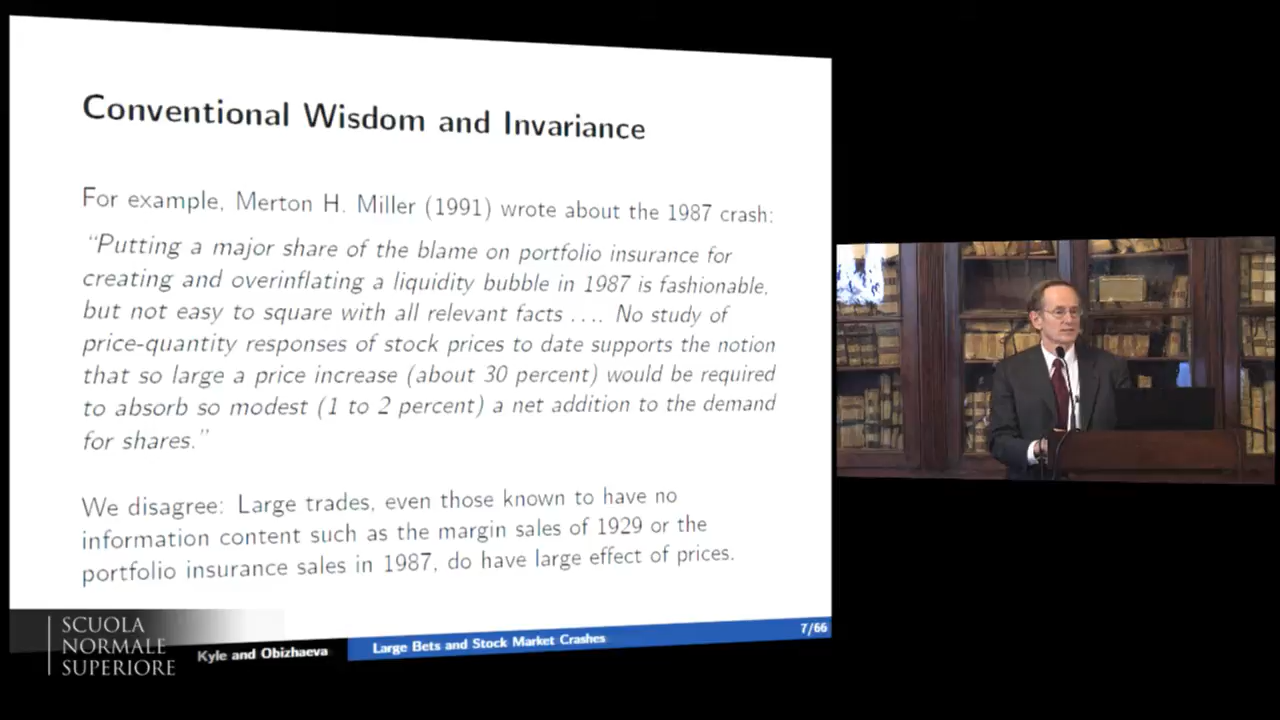 Conventional Wisdom and Invariance
For example, Merton H. Miller (1991) wrote about the 1987 crash:
“Putting a major share of the blame on portfolio insurance for
creating and overinflating a liquidity bubble in 1987 is fashionable,
but not easy to square with all relevant facts . . . . No study of
price-quantity responses of stock prices to date supports the notion
that so large a price increase (about 30 percent) would be required
to absorb so modest (1 to 2 percent) a net addition to the demand
for shares.”
We disagree: Large trades, even those known to have no
information content such as the margin sales of 1929 or the
portfolio insurance sales in 1987, do have large effect of prices.
Kyle and Obizhaeva
Large Bets and Stock Market Crashes
7/66
SCUOLA
NORMALE
SUPERIORE